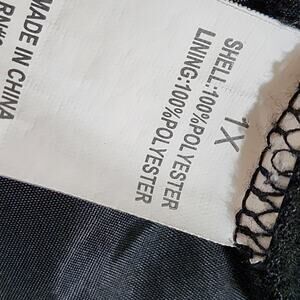 1X
SHELL:100%POLYESTER
LINING:100%POLYESTER
MADE IN CHINA